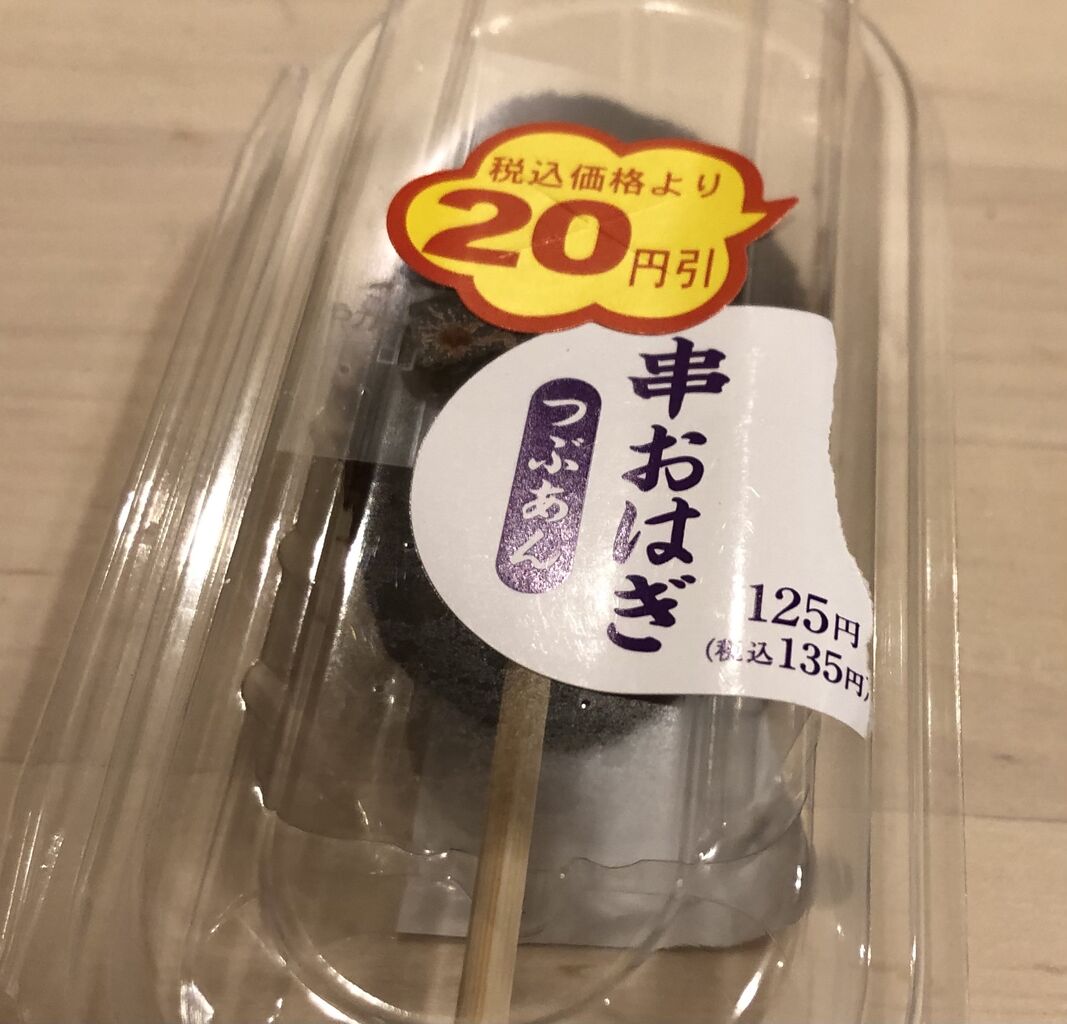 税込価格より
20円引
串おはぎ
つぶあん
125円
(税込135円)